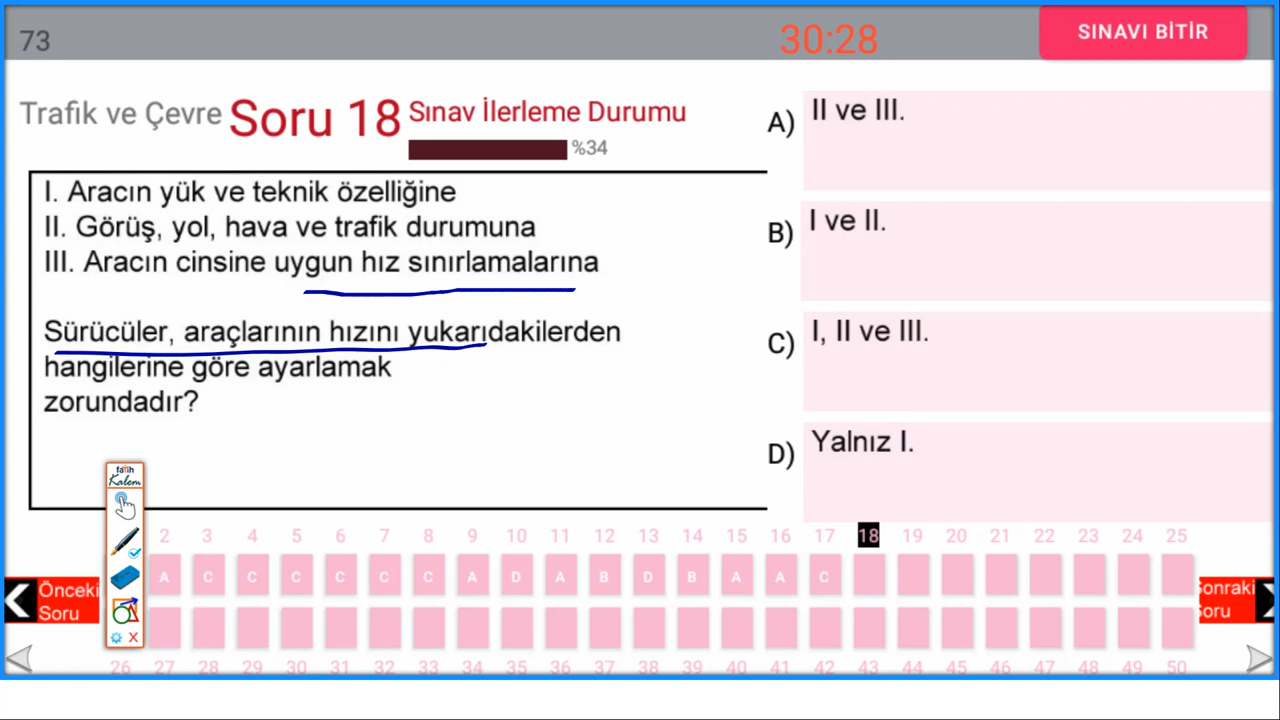 73
30:28
SINAVI BİTİR
Trafik ve Çevre
Soru 18
Sınav İlerleme Durumu
%34
I. Aracın yük ve teknik özelliğine
II. Görüş, yol, hava ve trafik durumuna
III. Aracın cinsine uygun hız sınırlamalarına
Sürücüler, araçlarının hızını yukarıdakilerden
hangilerine göre ayarlamak
zorundadır?
A) II ve III.
B) I ve II.
C) I, II ve III.
D) Yalnız I.
fatih
Kalem
2 3 4 5 6 7 8 9 10 11 12 13 14 15 16 17 18 19 20 21 22 23 24 25
A C C C C C C A D A B D B A A C
Önceki
Soru
Sonraki
Soru
26 27 28 29 30 31 32 33 34 35 36 37 38 39 40 41 42 43 44 45 46 47 48 49 50